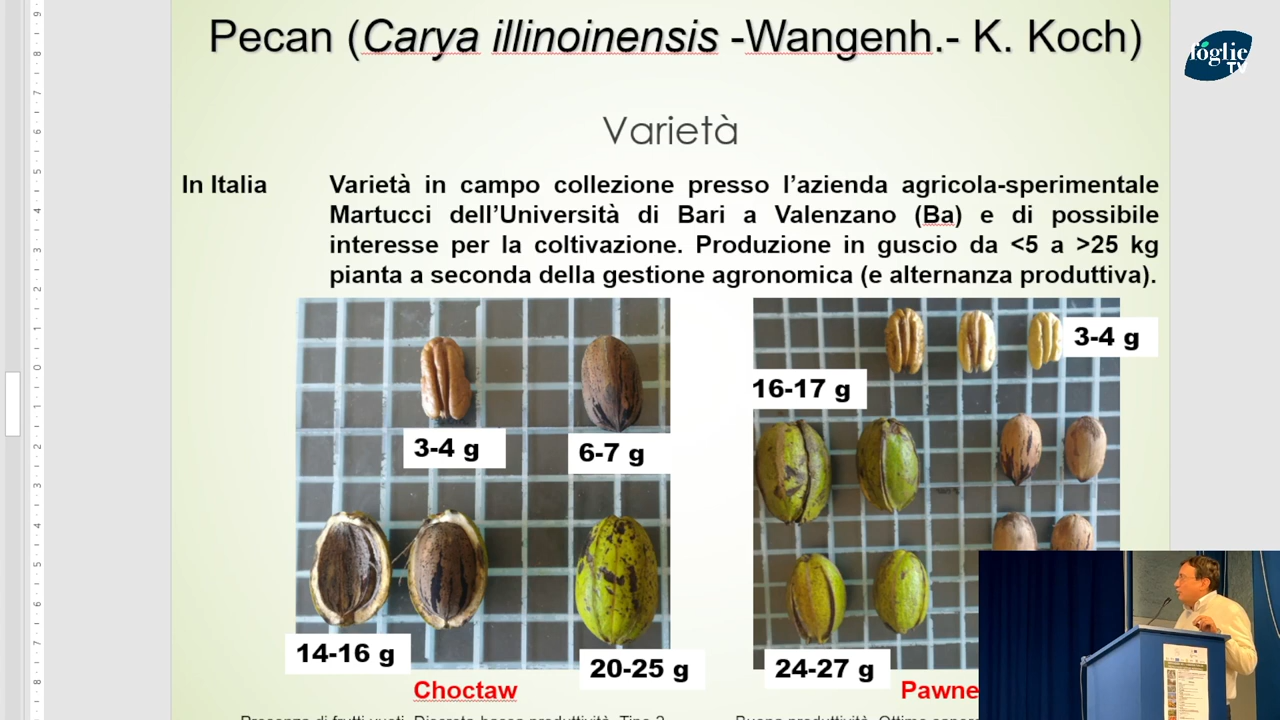 Pecan (Carya illinoinensis -Wangenh.- K. Koch)
foglie
TV
Varietà
In Italia
Varietà in campo collezione presso l'azienda agricola-sperimentale
Martucci dell'Università di Bari a Valenzano (Ba) e di possibile
interesse per la coltivazione. Produzione in guscio da <5 a >25 kg
pianta a seconda della gestione agronomica (e alternanza produttiva).
3-4 g
6-7 g
14-16 g
20-25 g
Choctaw
3-4 g
16-17 g
24-27 g
Pawne